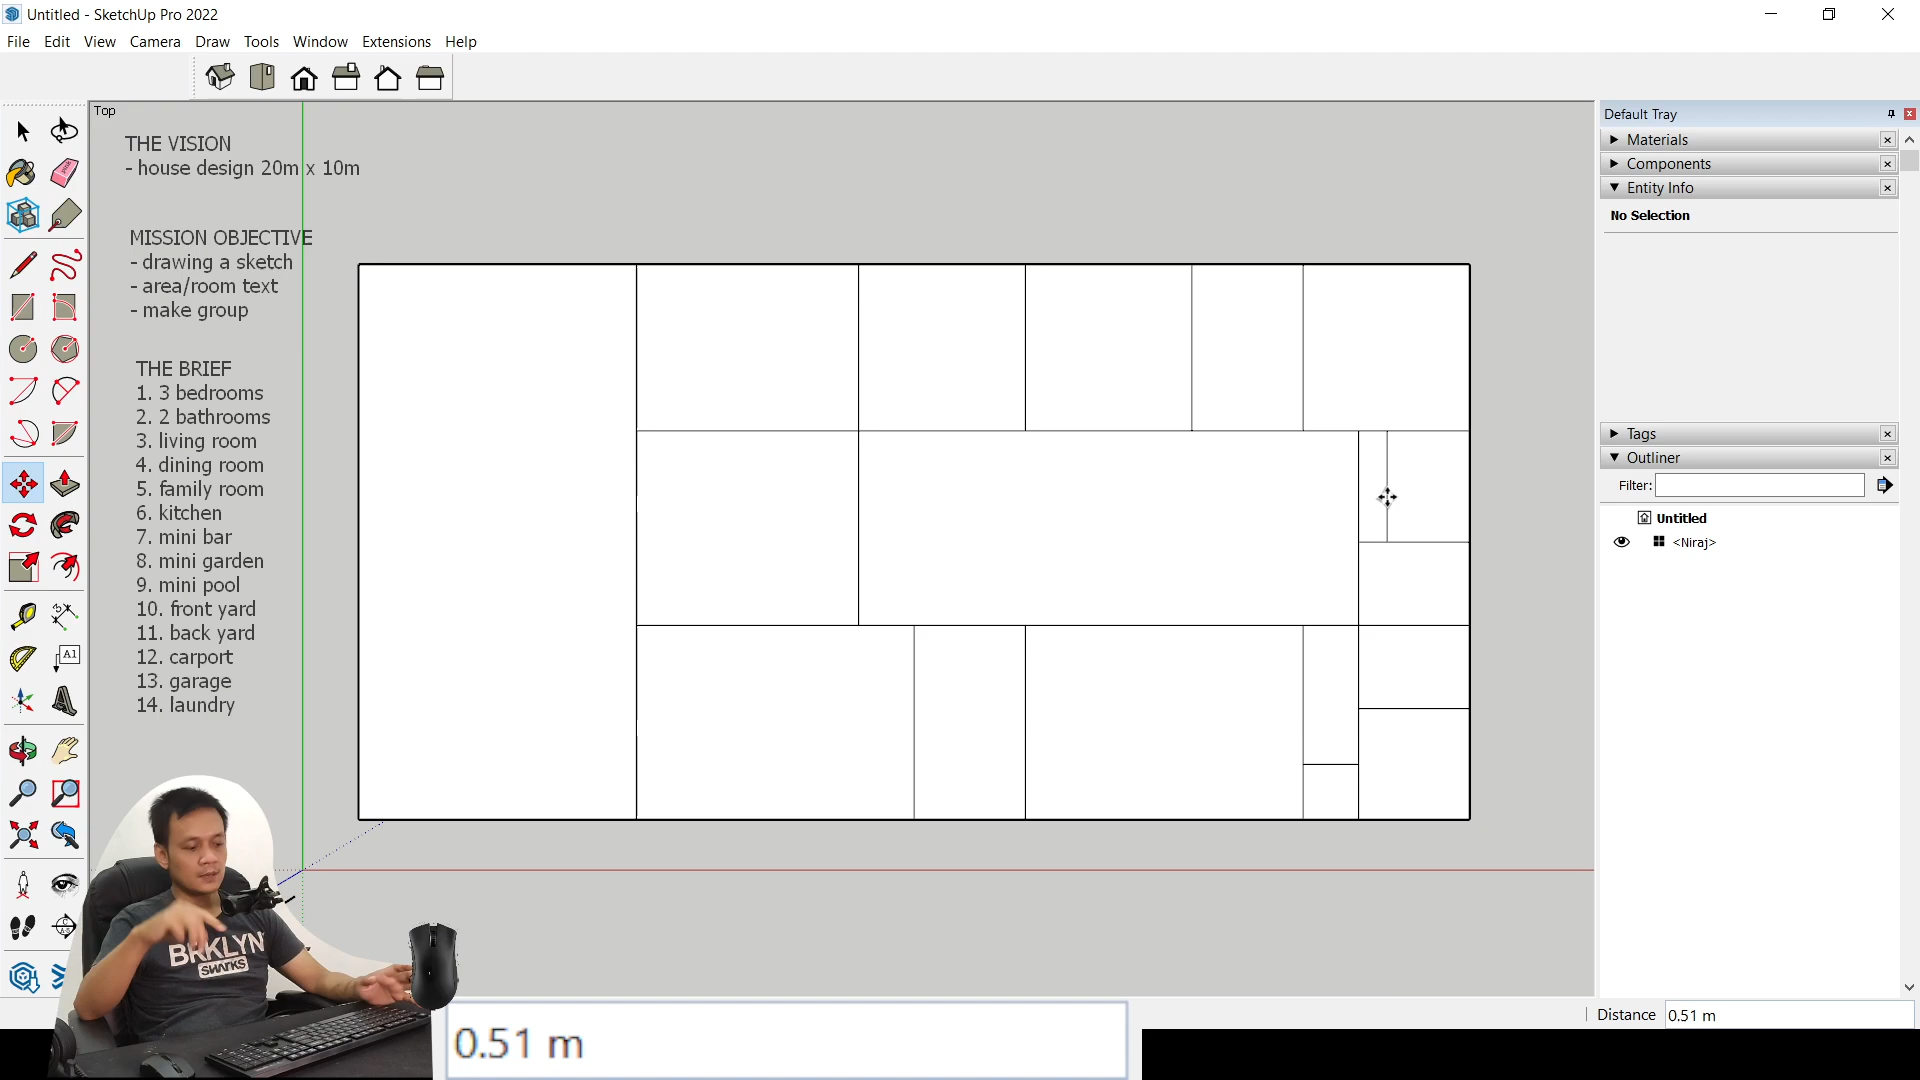 Untitled - SketchUp Pro 2022
File Edit View Camera Draw Tools Window Extensions Help
Top
THE VISION
- house design 20m x 10m
MISSION OBJECTIVE
- drawing a sketch
- area/room text
- make group
THE BRIEF
1. 3 bedrooms
2. 2 bathrooms
3. living room
4. dining room
5. family room
6. kitchen
7. mini bar
8. mini garden
9. mini pool
10. front yard
11. back yard
12. carport
13. garage
14. laundry
Default Tray
Materials
Components
Entity Info
No Selection
Tags
Outliner
Filter:
Untitled
<Niraj>
A1
BRKLYN
SHARKS
Distance 0.51 m
0.51 m